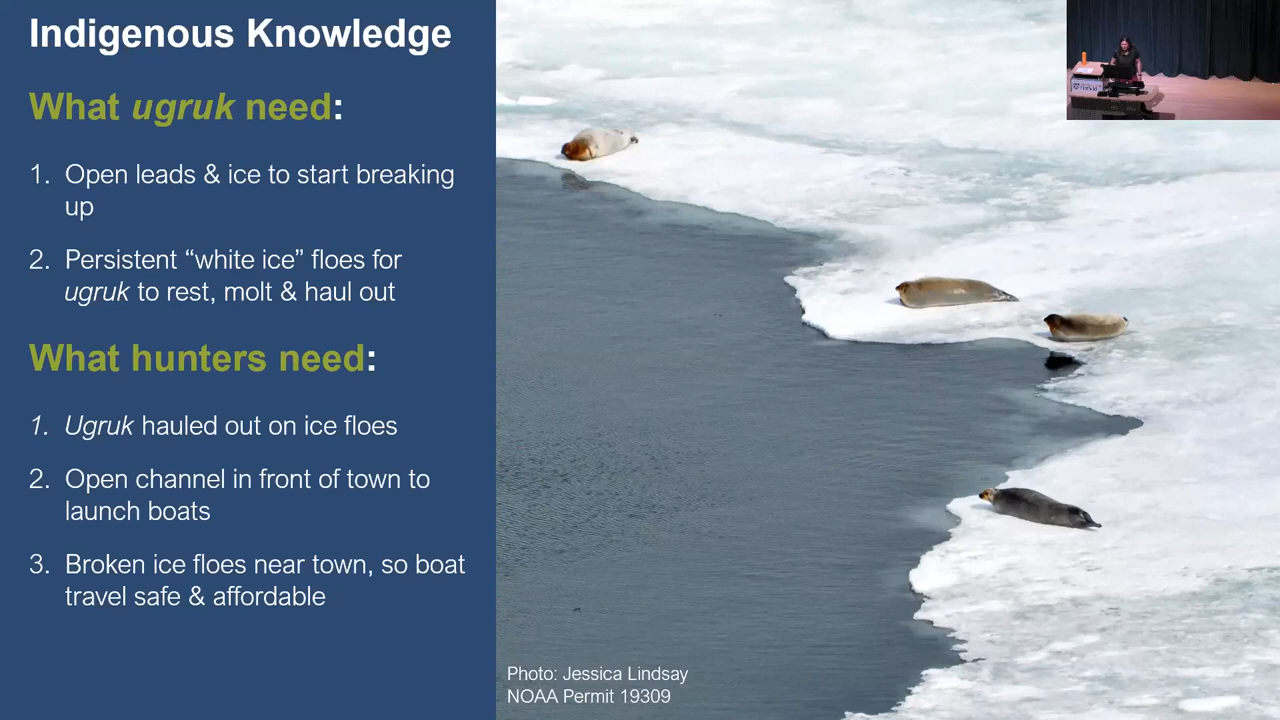 Indigenous Knowledge
What ugruk need:
1. Open leads & ice to start breaking
up
2. Persistent “white ice” floes for
ugruk to rest, molt & haul out
What hunters need:
1. Ugruk hauled out on ice floes
2. Open channel in front of town to
launch boats
3. Broken ice floes near town, so boat
travel safe & affordable
Photo: Jessica Lindsay
NOAA Permit 19309